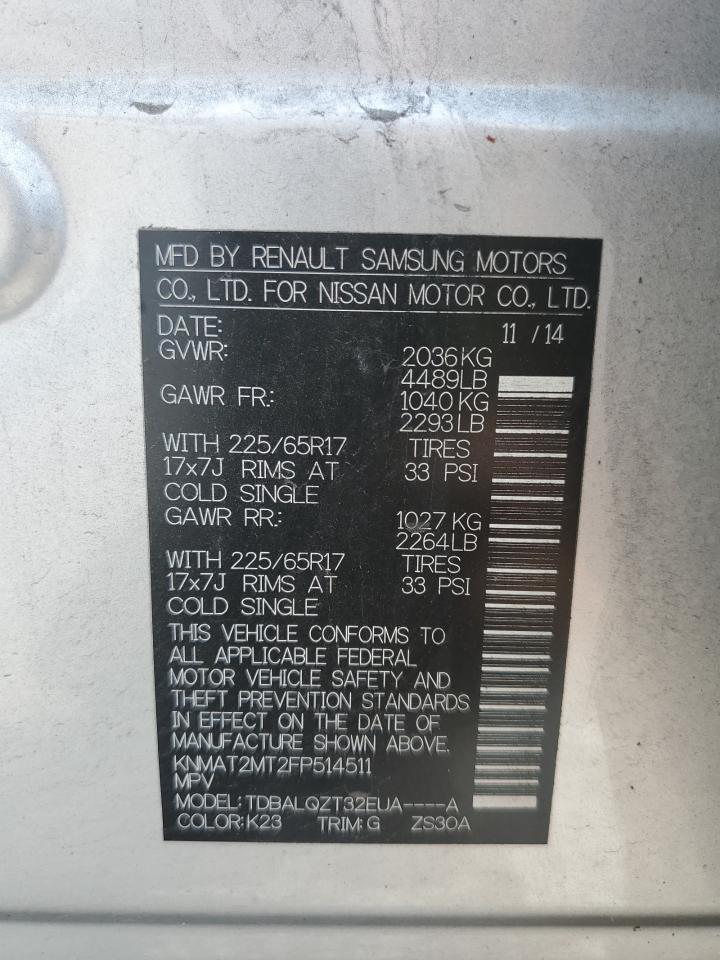 MFD BY RENAULT SAMSUNG MOTORS
CO., LTD. FOR NISSAN MOTOR CO., LTD.
DATE: 11 / 14
GVWR: 2036 KG
4489LB
GAWR FR.: 1040 KG
2293 LB
WITH 225/65R17 TIRES
17x7J RIMS AT 33 PSI
COLD SINGLE
GAWR RR.: 1027 KG
2264LB
WITH 225/65R17 TIRES
17x7J RIMS AT 33 PSI
COLD SINGLE
THIS VEHICLE CONFORMS TO
ALL APPLICABLE FEDERAL
MOTOR VEHICLE SAFETY AND
THEFT PREVENTION STANDARDS
IN EFFECT ON THE DATE OF
MANUFACTURE SHOWN ABOVE.
KNMAT2MT2FP514511
MPV
MODEL: TDBALQZT32EUA----A
COLOR: K23 TRIM: G ZS30A